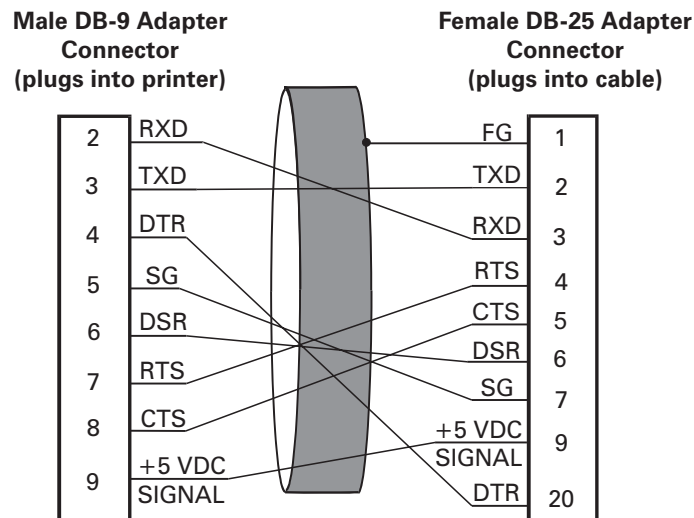 Male DB-9 Adapter
Connector
(plugs into printer)
Female DB-25 Adapter
Connector
(plugs into cable)
2 RXD
3 TXD
4 DTR
5 SG
6 DSR
7 RTS
8 CTS
9 +5 VDC
SIGNAL
FG 1
TXD 2
RXD 3
RTS 4
CTS 5
DSR 6
SG 7
+5 VDC 9
SIGNAL
DTR 20